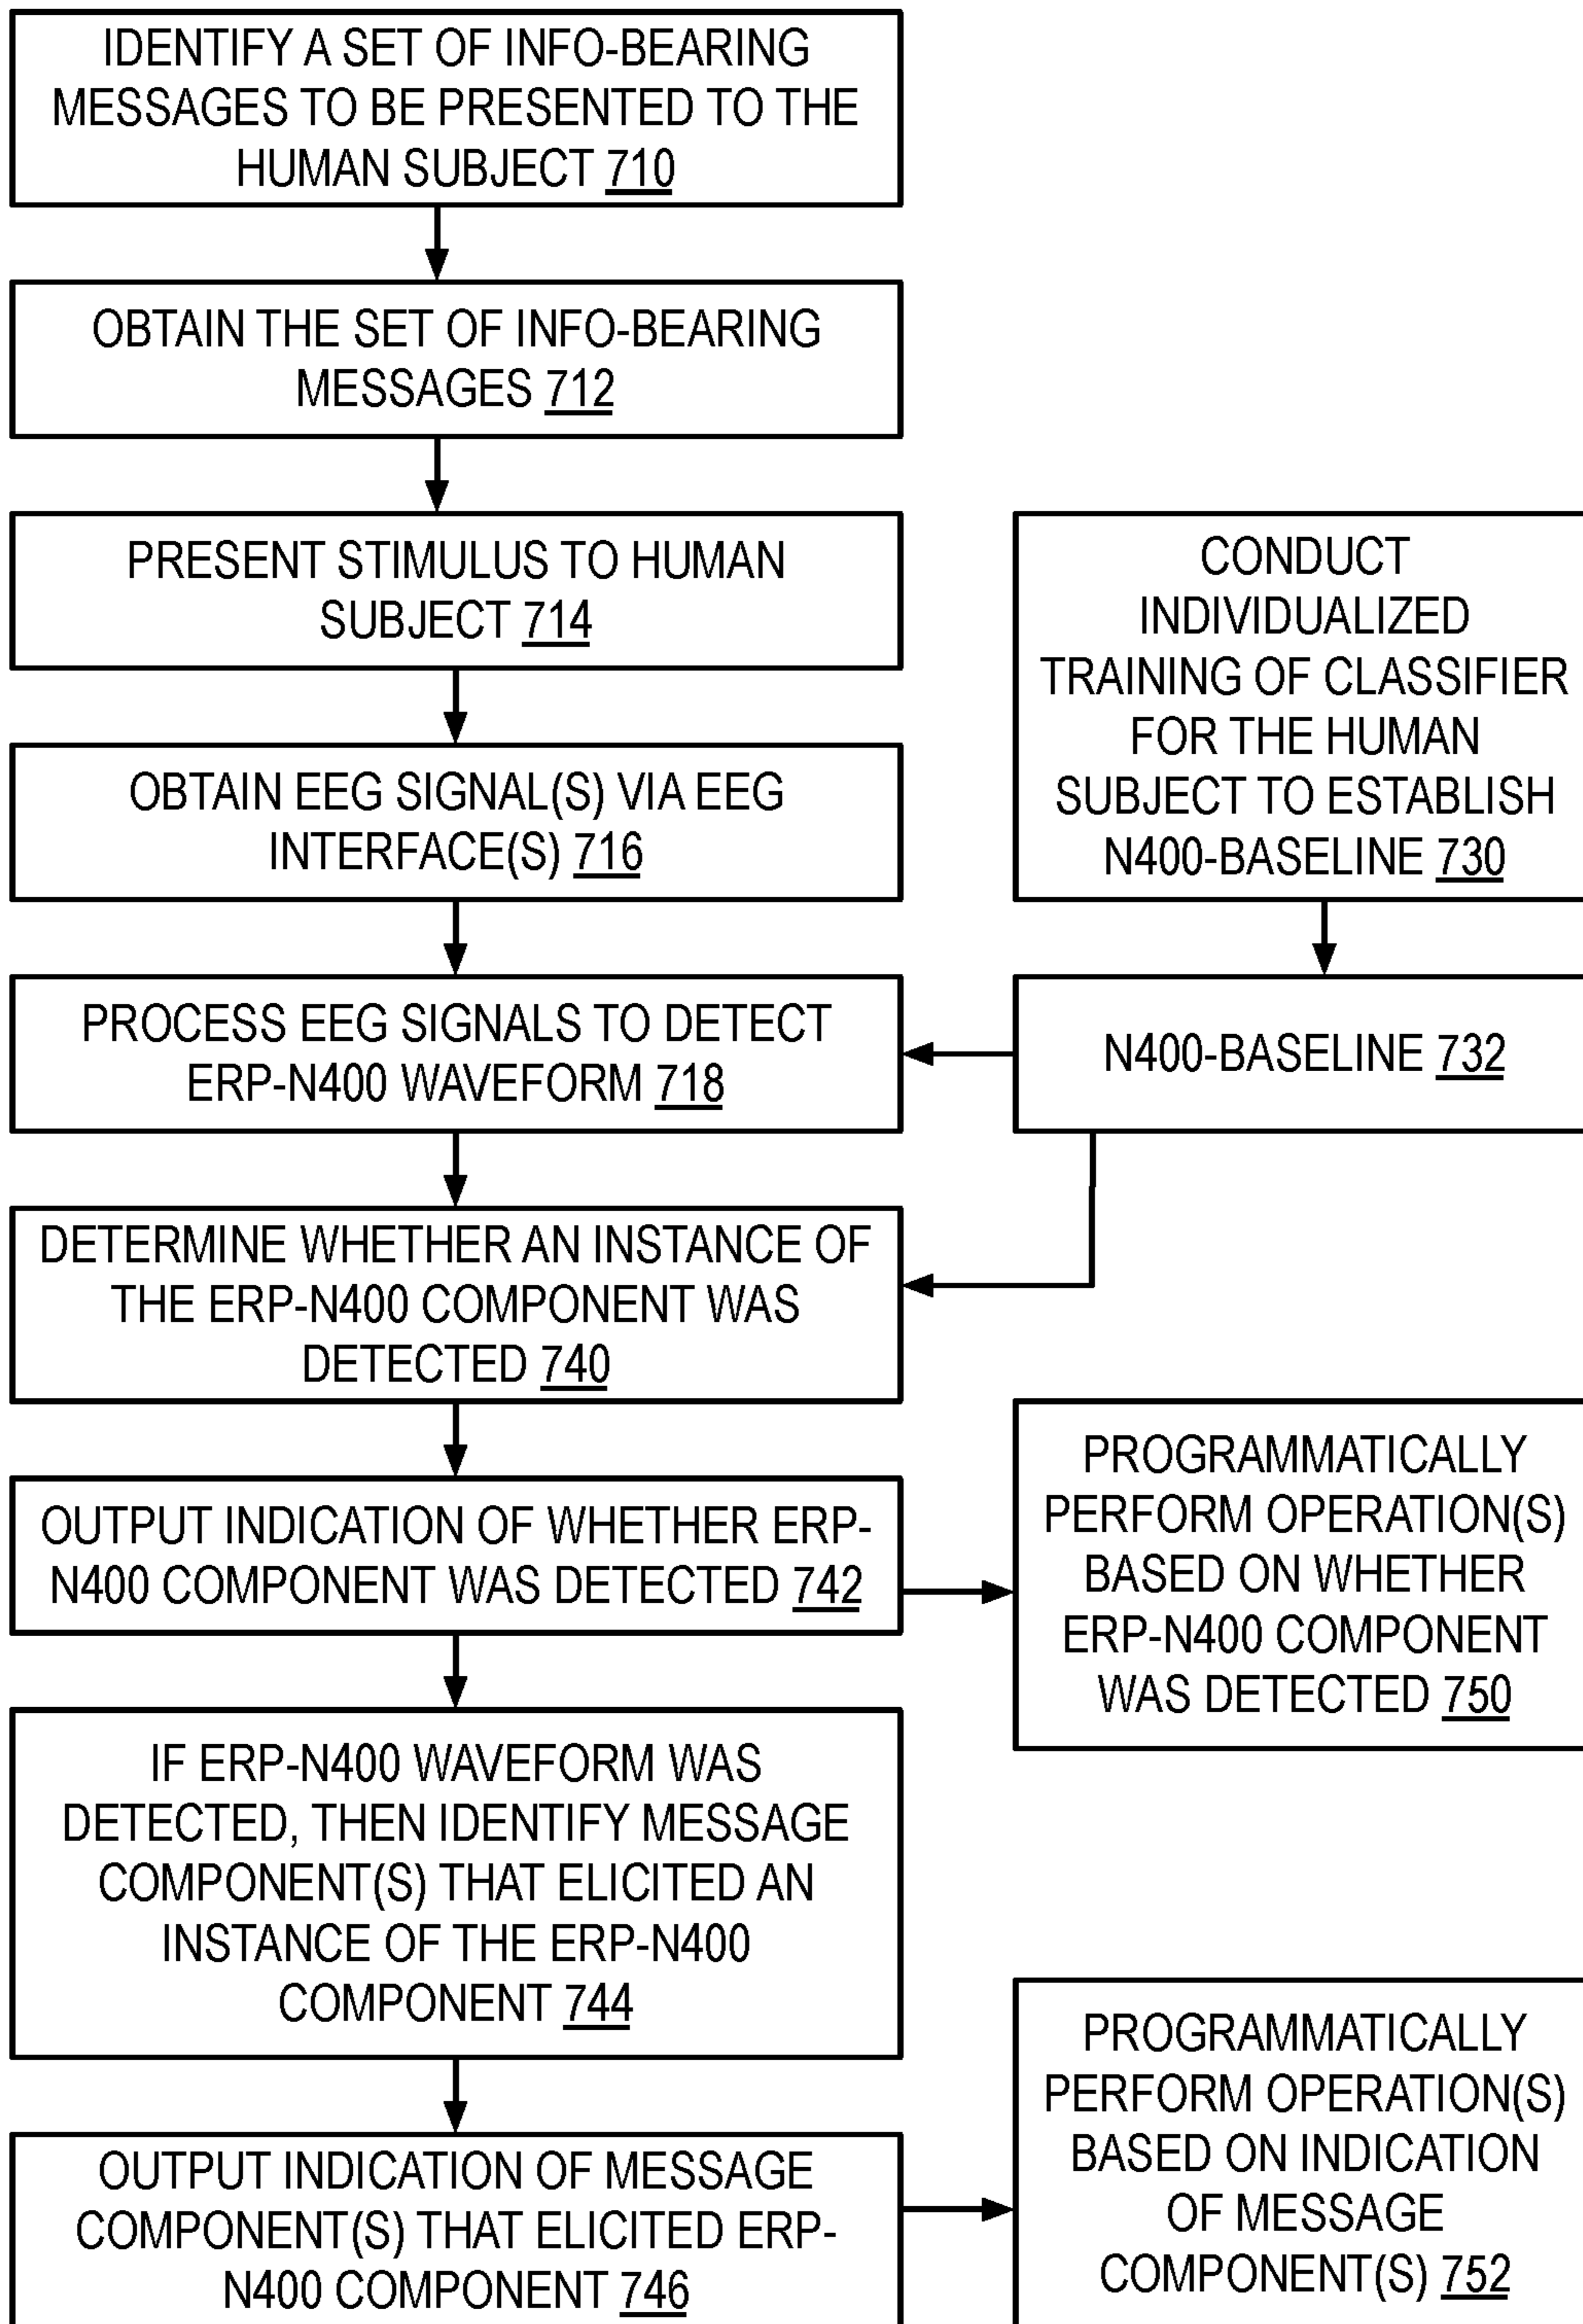 IDENTIFY A SET OF INFO-BEARING
MESSAGES TO BE PRESENTED TO THE
HUMAN SUBJECT 710
OBTAIN THE SET OF INFO-BEARING
MESSAGES 712
PRESENT STIMULUS TO HUMAN
SUBJECT 714
OBTAIN EEG SIGNAL(S) VIA EEG
INTERFACE(S) 716
CONDUCT
INDIVIDUALIZED
TRAINING OF CLASSIFIER
FOR THE HUMAN
SUBJECT TO ESTABLISH
N400-BASELINE 730
PROCESS EEG SIGNALS TO DETECT
ERP-N400 WAVEFORM 718
N400-BASELINE 732
DETERMINE WHETHER AN INSTANCE OF
THE ERP-N400 COMPONENT WAS
DETECTED 740
OUTPUT INDICATION OF WHETHER ERP-
N400 COMPONENT WAS DETECTED 742
PROGRAMMATICALLY
PERFORM OPERATION(S)
BASED ON WHETHER
ERP-N400 COMPONENT
WAS DETECTED 750
IF ERP-N400 WAVEFORM WAS
DETECTED, THEN IDENTIFY MESSAGE
COMPONENT(S) THAT ELICITED AN
INSTANCE OF THE ERP-N400
COMPONENT 744
OUTPUT INDICATION OF MESSAGE
COMPONENT(S) THAT ELICITED ERP-
N400 COMPONENT 746
PROGRAMMATICALLY
PERFORM OPERATION(S)
BASED ON INDICATION
OF MESSAGE
COMPONENT(S) 752